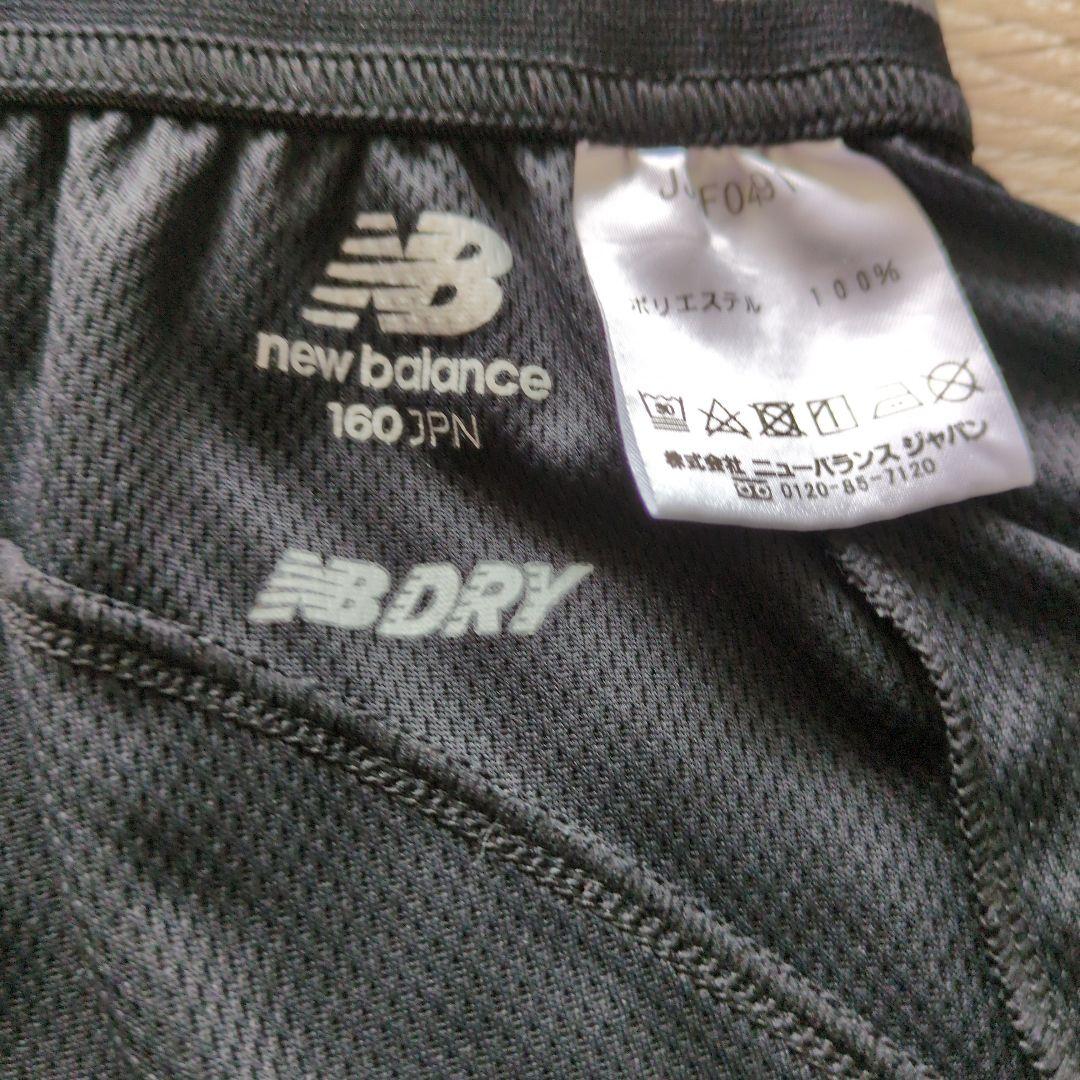 NB
new balance
160 JPN
NB DRY
ポリエステル 100%
株式会社 ニューバランス ジャパン
0120-85-7120